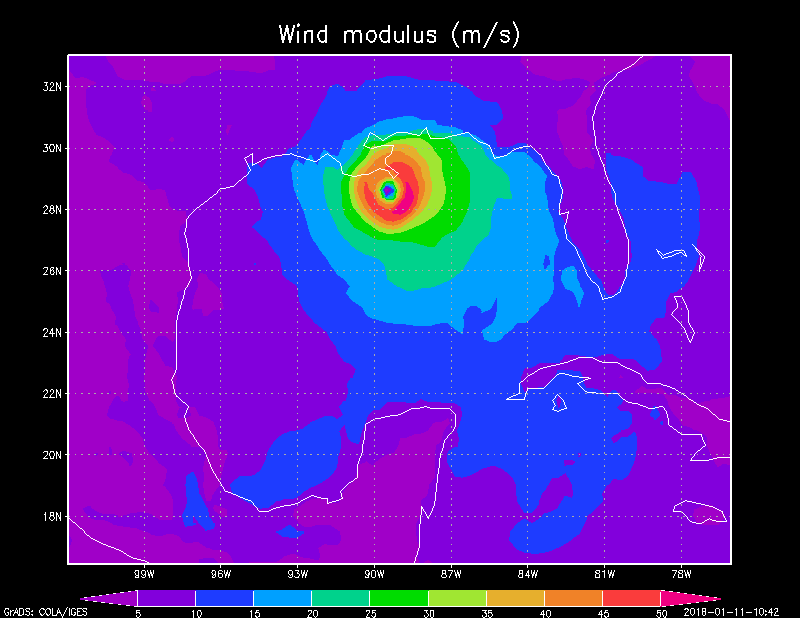 Wind modulus (m/s)
32N
30N
28N
26N
24N
22N
20N
18N
99W 96W 93W 90W 87W 84W 81W 78W
5 10 15 20 25 30 35 40 45 50
GrADS: COLA/IGES 2018-01-11-10:42